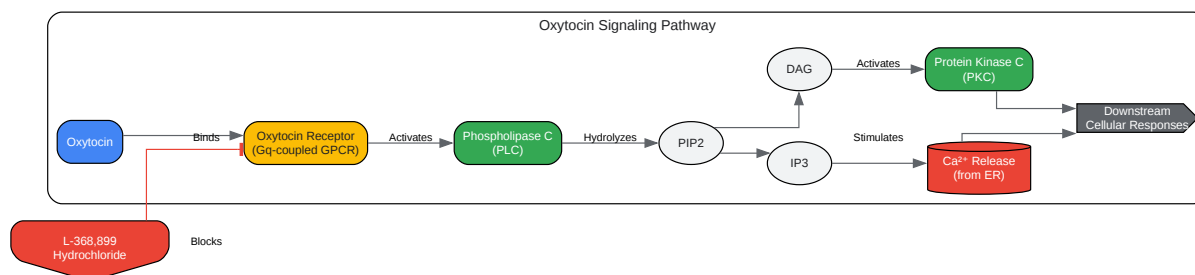 Oxytocin Signaling Pathway
DAG
Activates
Protein Kinase C
(PKC)
Oxytocin
Binds
Oxytocin Receptor
(Gq-coupled GPCR)
Activates
Phospholipase C
(PLC)
Hydrolyzes
PIP2
Downstream
Cellular Responses
IP3
Stimulates
Ca²⁺ Release
(from ER)
L-368,899
Hydrochloride
Blocks